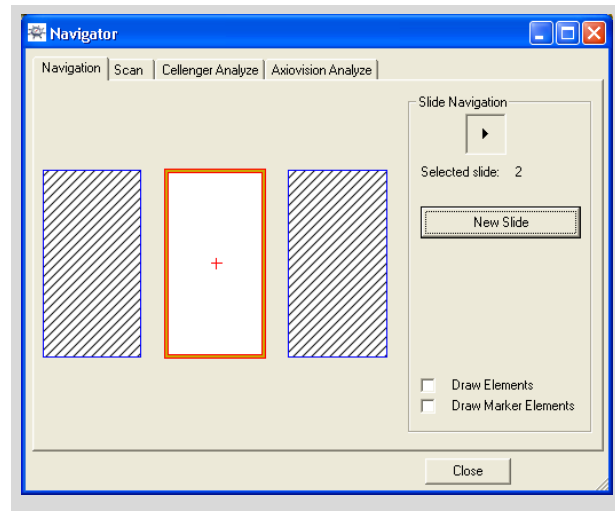 Navigator
Navigation Scan Cellenger Analyze Axiovision Analyze
Slide Navigation
Selected slide: 2
New Slide
Draw Elements
Draw Marker Elements
Close